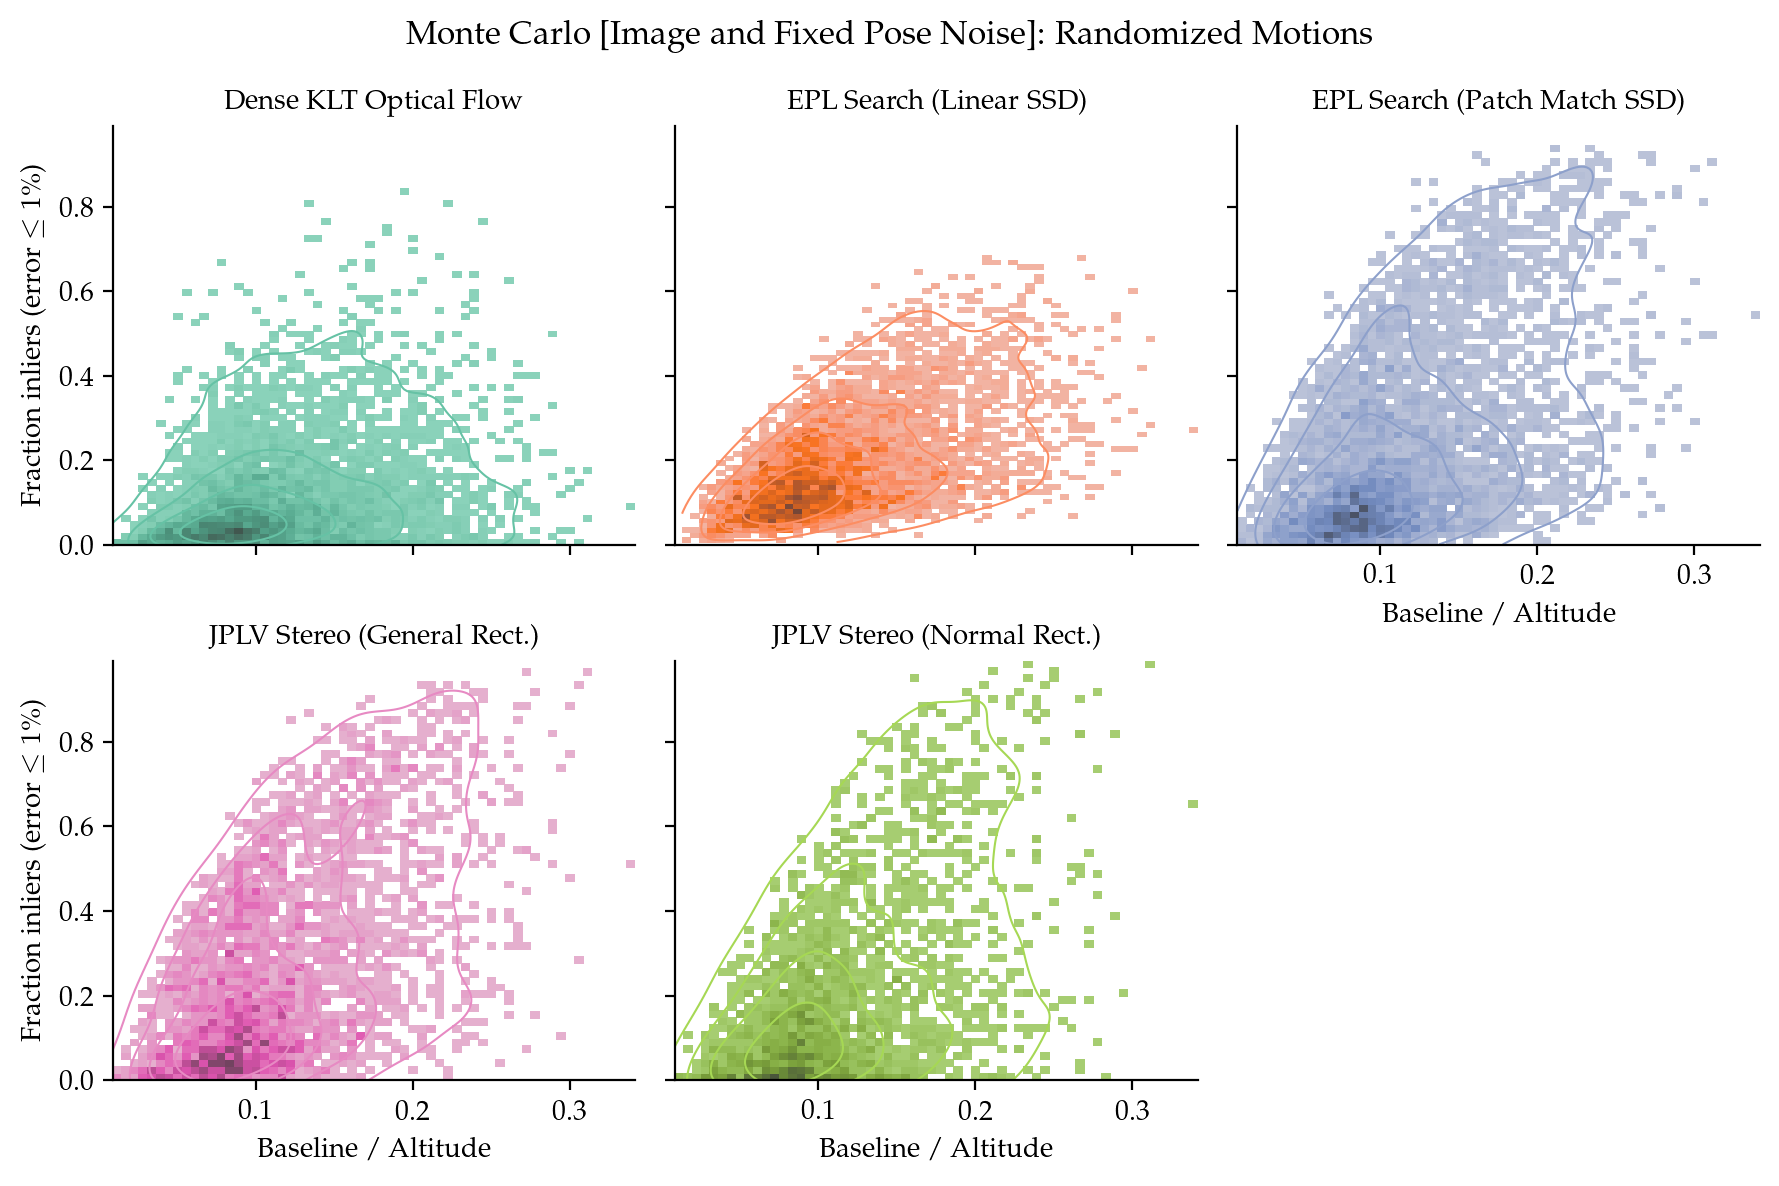 Monte Carlo [Image and Fixed Pose Noise]: Randomized Motions
Dense KLT Optical Flow
EPL Search (Linear SSD)
EPL Search (Patch Match SSD)
Fraction inliers (error ≤ 1%)
0.8
0.6
0.4
0.2
0.0
0.1
0.2
0.3
Baseline / Altitude
JPLV Stereo (General Rect.)
JPLV Stereo (Normal Rect.)
Fraction inliers (error ≤ 1%)
0.8
0.6
0.4
0.2
0.0
0.1
0.2
0.3
0.1
0.2
0.3
Baseline / Altitude
Baseline / Altitude